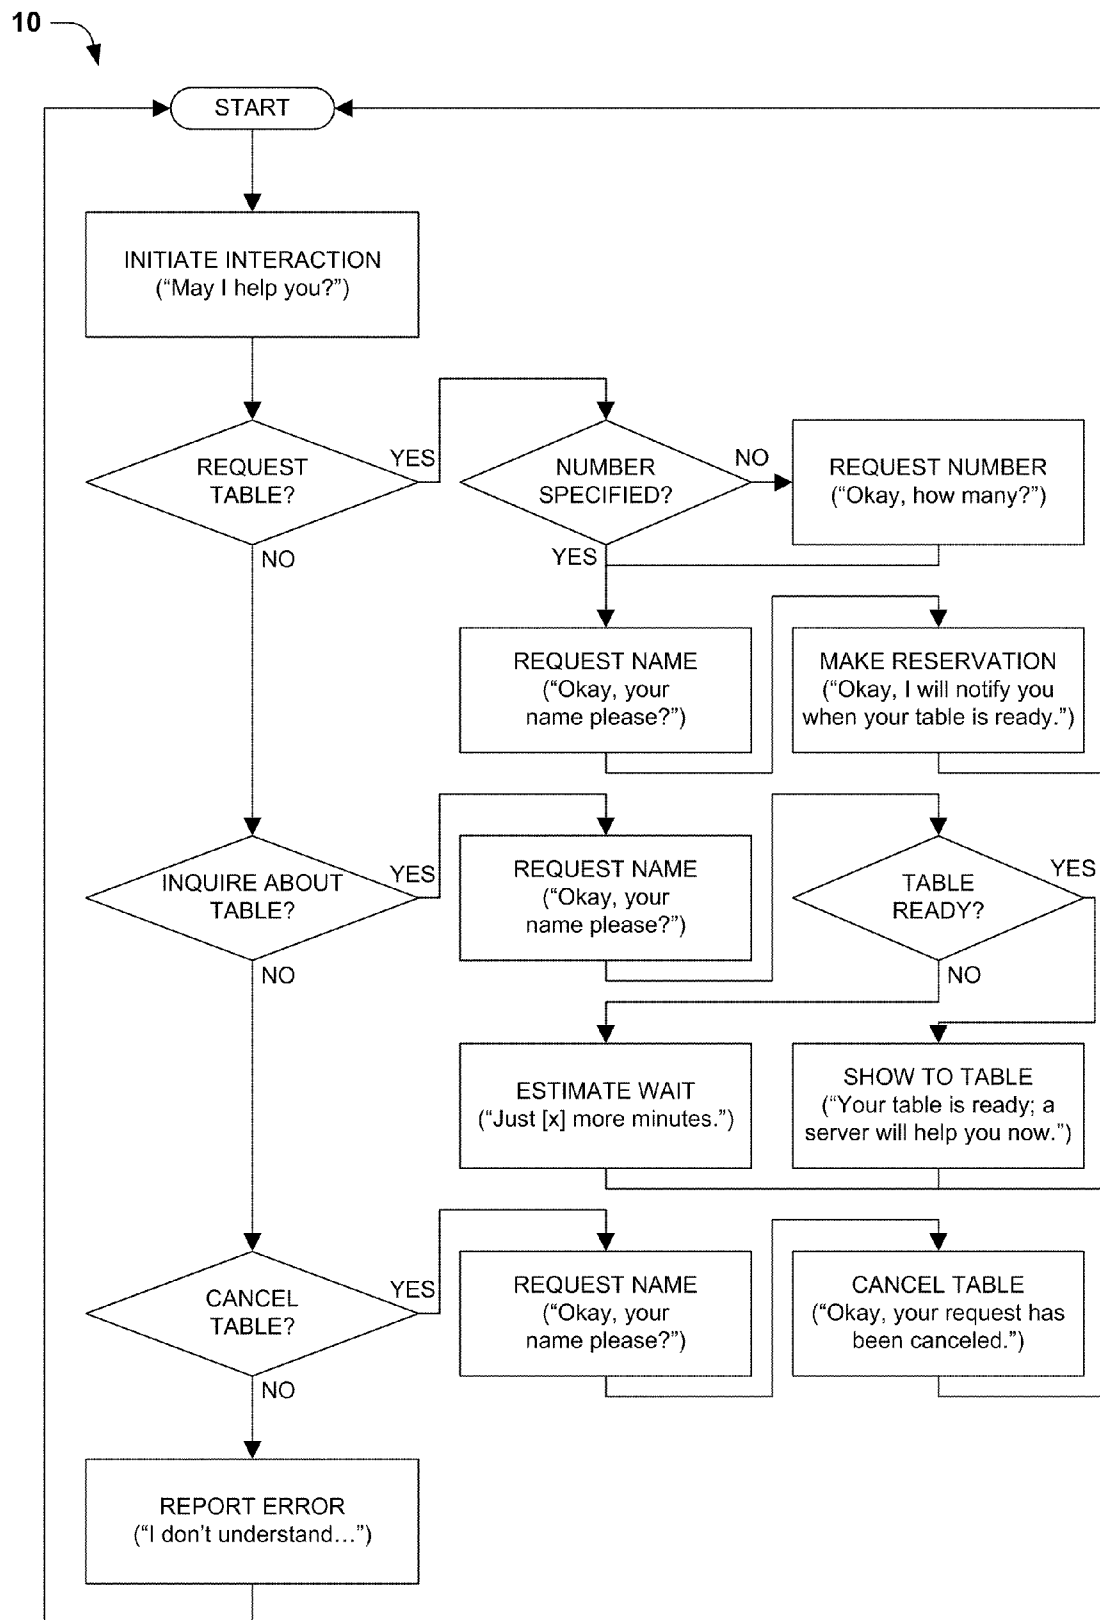 10
START
INITIATE INTERACTION
(“May I help you?”)
REQUEST
TABLE?
YES
NO
NUMBER
SPECIFIED?
NO
YES
REQUEST NUMBER
(“Okay, how many?”)
REQUEST NAME
(“Okay, your
name please?”)
MAKE RESERVATION
(“Okay, I will notify you
when your table is ready.”)
INQUIRE ABOUT
TABLE?
YES
NO
REQUEST NAME
(“Okay, your
name please?”)
TABLE
READY?
YES
NO
ESTIMATE WAIT
(“Just [x] more minutes.”)
SHOW TO TABLE
(“Your table is ready; a
server will help you now.”)
CANCEL
TABLE?
YES
NO
REQUEST NAME
(“Okay, your
name please?”)
CANCEL TABLE
(“Okay, your request has
been canceled.”)
REPORT ERROR
(“I don’t understand…”)